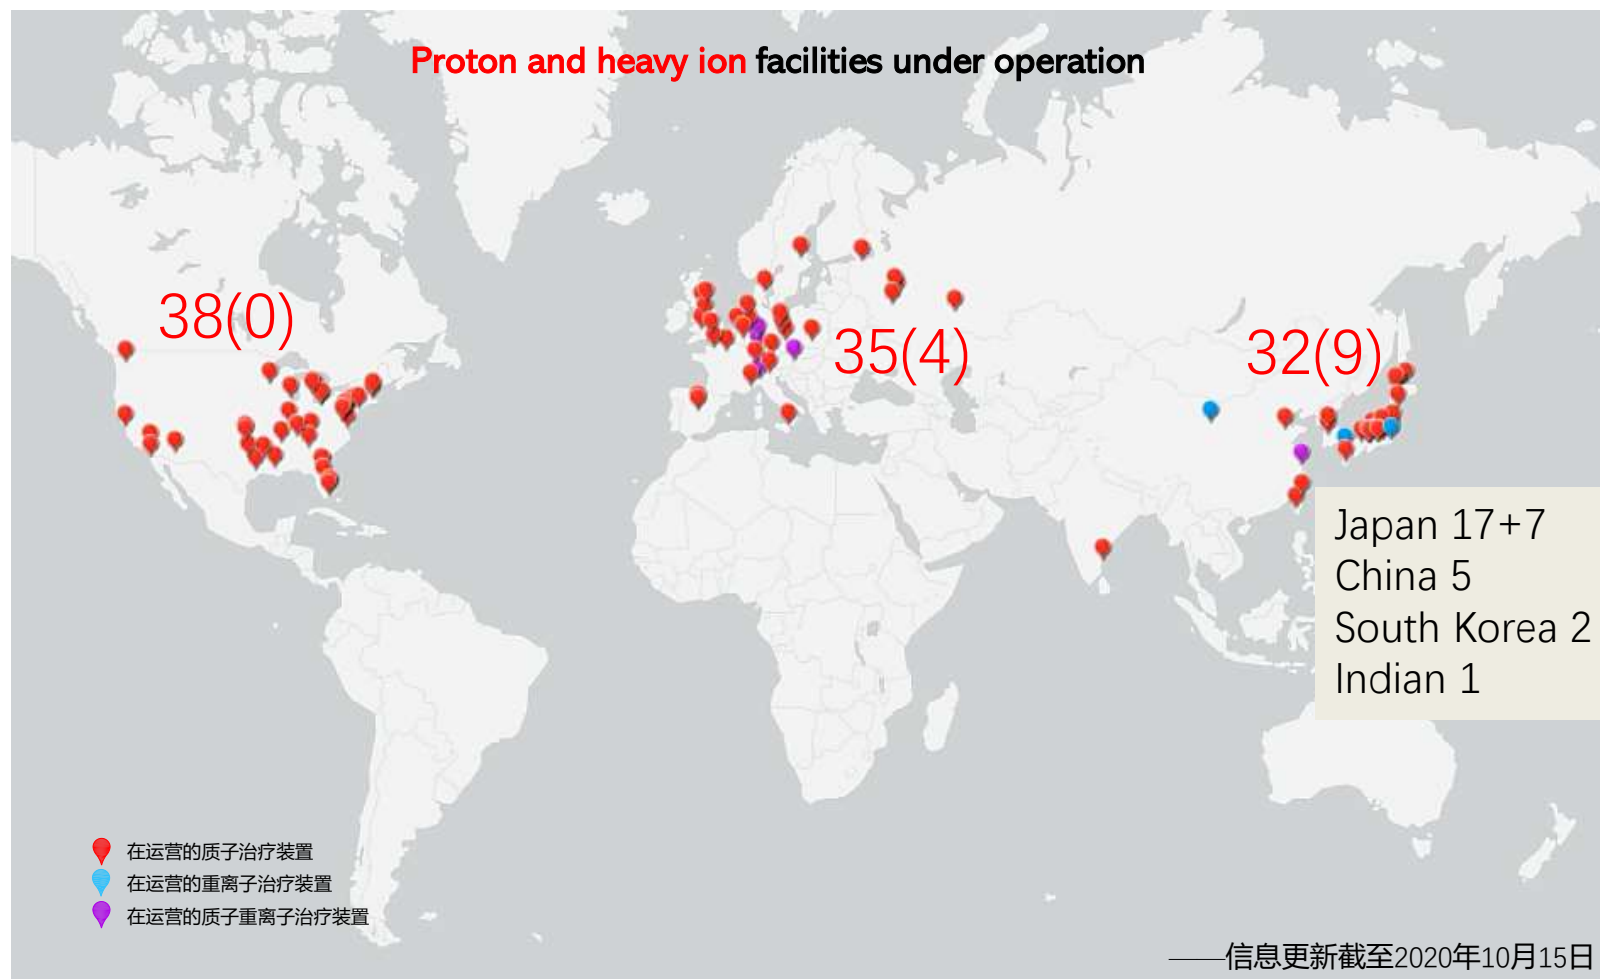 Proton and heavy ion facilities under operation
38(0)
35(4)
32(9)
Japan 17+7
China 5
South Korea 2
Indian 1
在运营的质子治疗装置
在运营的重离子治疗装置
在运营的质子重离子治疗装置
——信息更新截至2020年10月15日